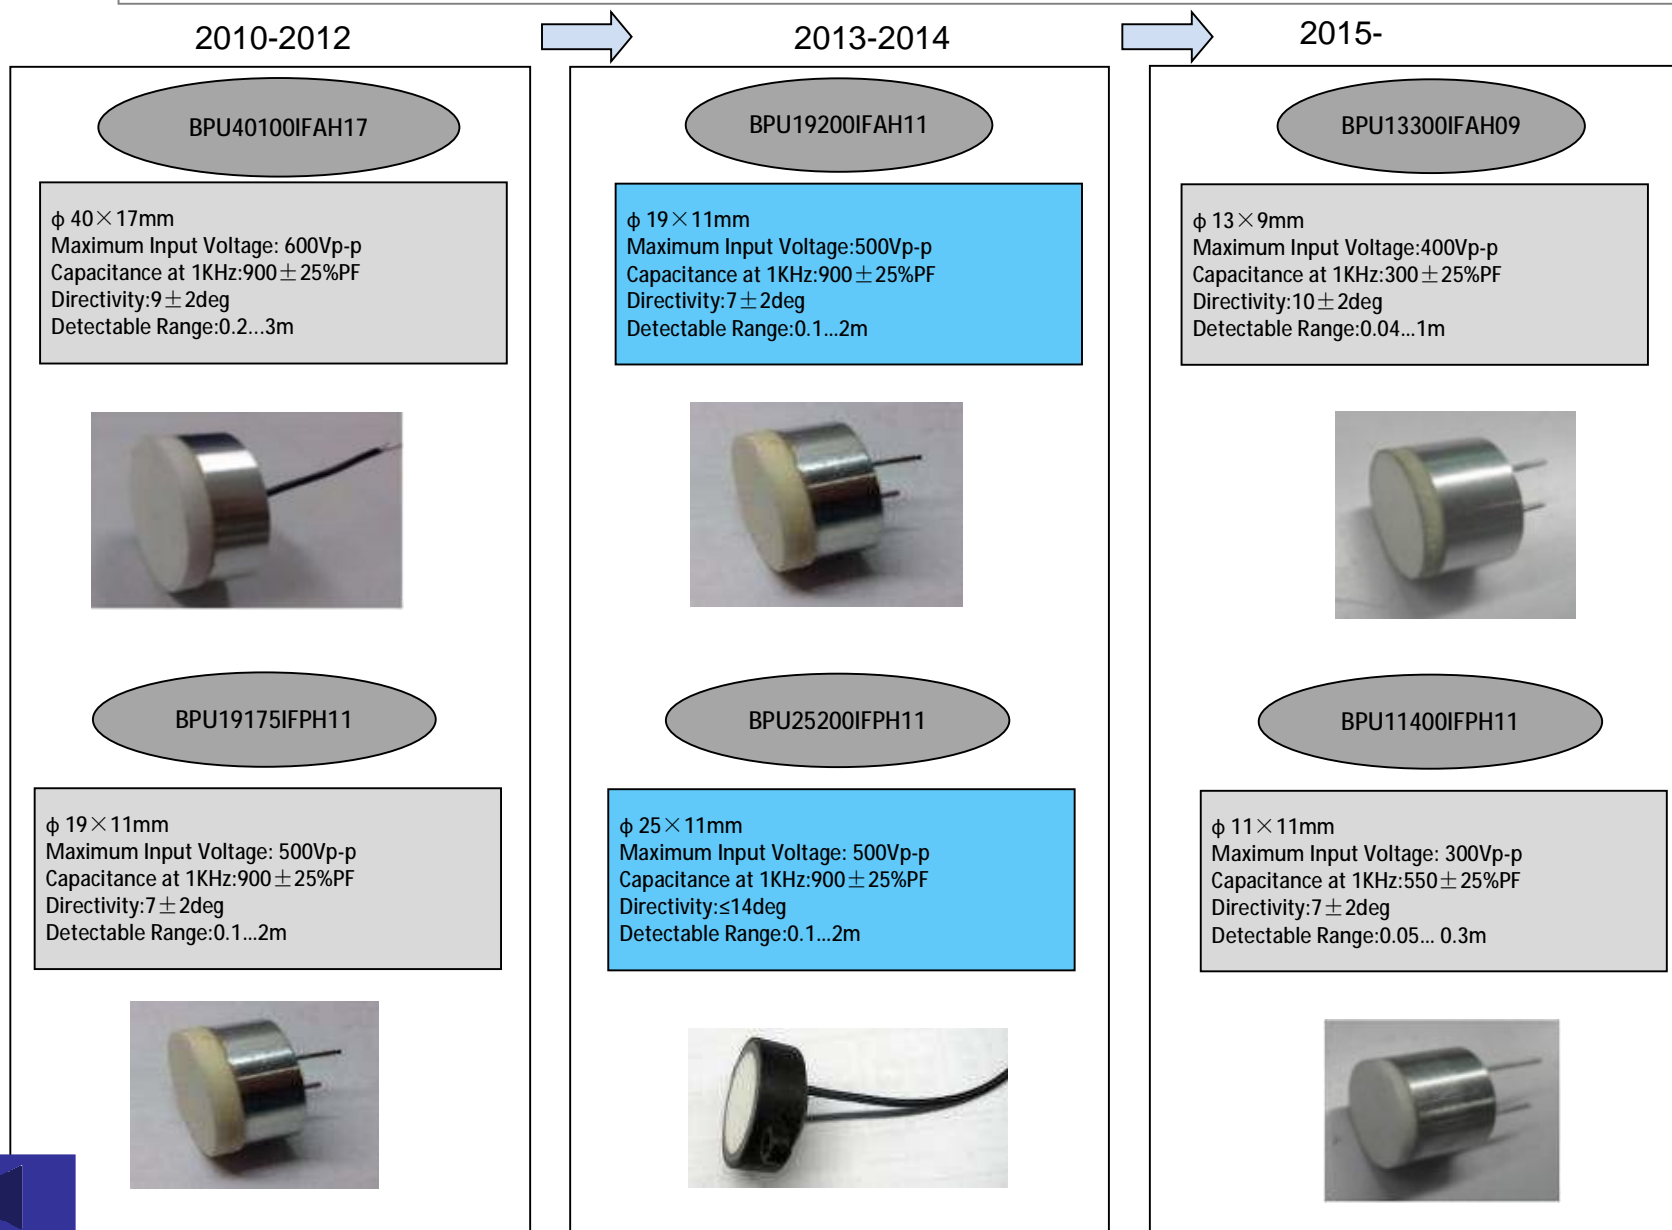 2010-2012
2013-2014
2015-
BPU40100IFAH17
φ 40×17mm
Maximum Input Voltage: 600Vp-p
Capacitance at 1KHz:900±25%PF
Directivity:9±2deg
Detectable Range:0.2...3m
BPU19175IFPH11
φ 19×11mm
Maximum Input Voltage: 500Vp-p
Capacitance at 1KHz:900±25%PF
Directivity:7±2deg
Detectable Range:0.1...2m
BPU19200IFAH11
φ 19×11mm
Maximum Input Voltage:500Vp-p
Capacitance at 1KHz:900±25%PF
Directivity:7±2deg
Detectable Range:0.1...2m
BPU25200IFPH11
φ 25×11mm
Maximum Input Voltage: 500Vp-p
Capacitance at 1KHz:900±25%PF
Directivity:≤14deg
Detectable Range:0.1...2m
BPU13300IFAH09
φ 13×9mm
Maximum Input Voltage:400Vp-p
Capacitance at 1KHz:300±25%PF
Directivity:10±2deg
Detectable Range:0.04...1m
BPU11400IFPH11
φ 11×11mm
Maximum Input Voltage: 300Vp-p
Capacitance at 1KHz:550±25%PF
Directivity:7±2deg
Detectable Range:0.05... 0.3m